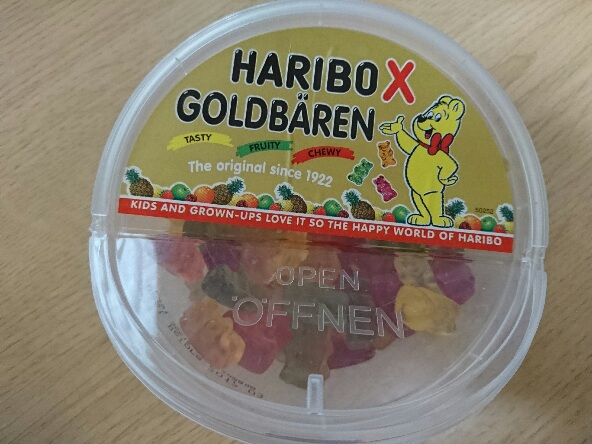 HARIBO X
GOLDBÄREN
TASTY
FRUITY
CHEWY
The original since 1922
KIDS AND GROWN-UPS LOVE IT SO THE HAPPY WORLD OF HARIBO
OPEN
ÖFFNEN